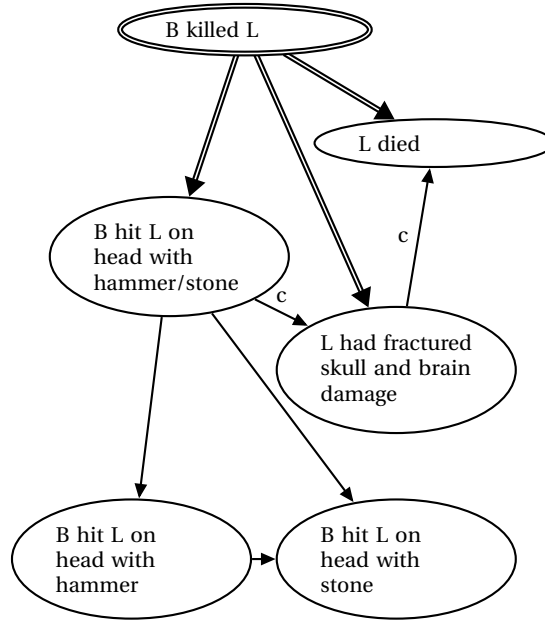 B killed L
L died
B hit L on
head with
hammer/stone
c
c
L had fractured
skull and brain
damage
B hit L on
head with
hammer
B hit L on
head with
stone